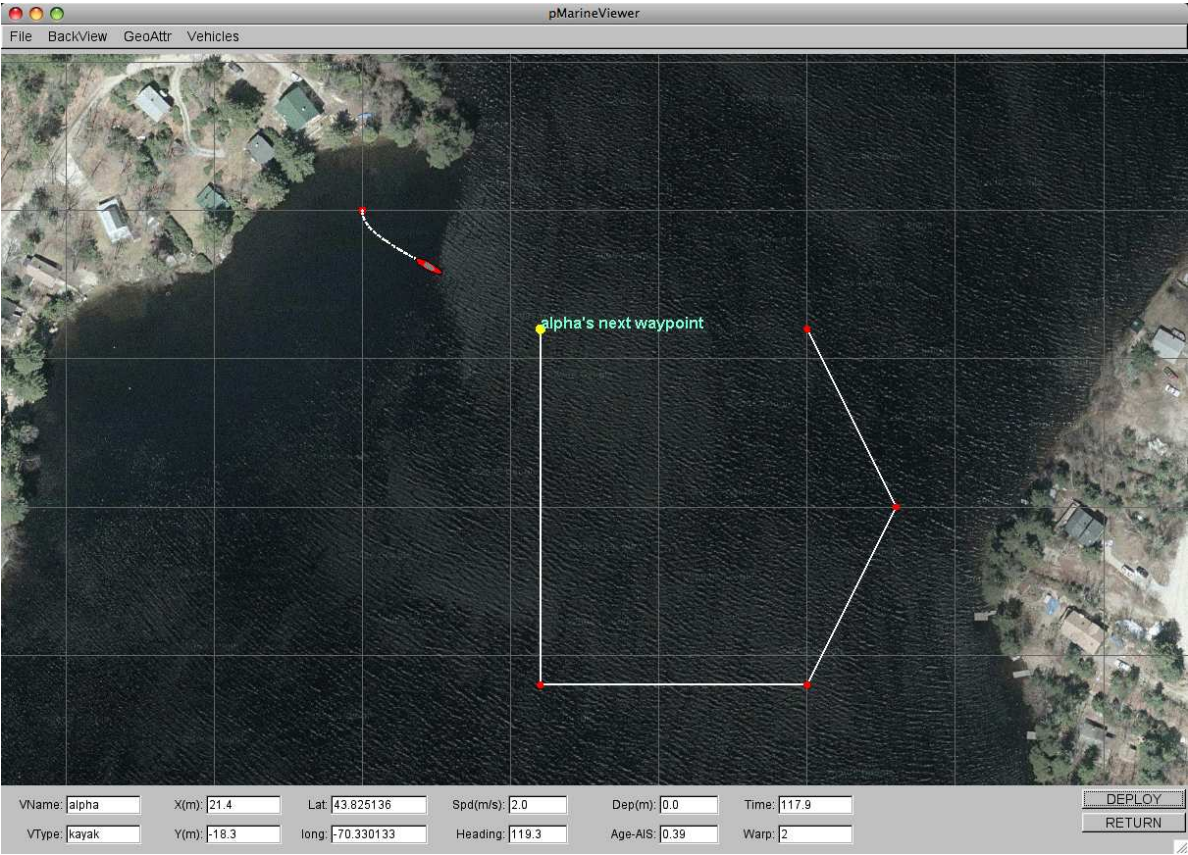 pMarineViewer
File BackView GeoAttr Vehicles
alpha's next waypoint
VName: alpha X(m): 21.4 Lat: 43.825136 Spd(m/s): 2.0 Dep(m): 0.0 Time: 117.9 DEPLOY
VType: kayak Y(m): -18.3 long: -70.330133 Heading: 119.3 Age-AIS: 0.39 Warp: 2 RETURN